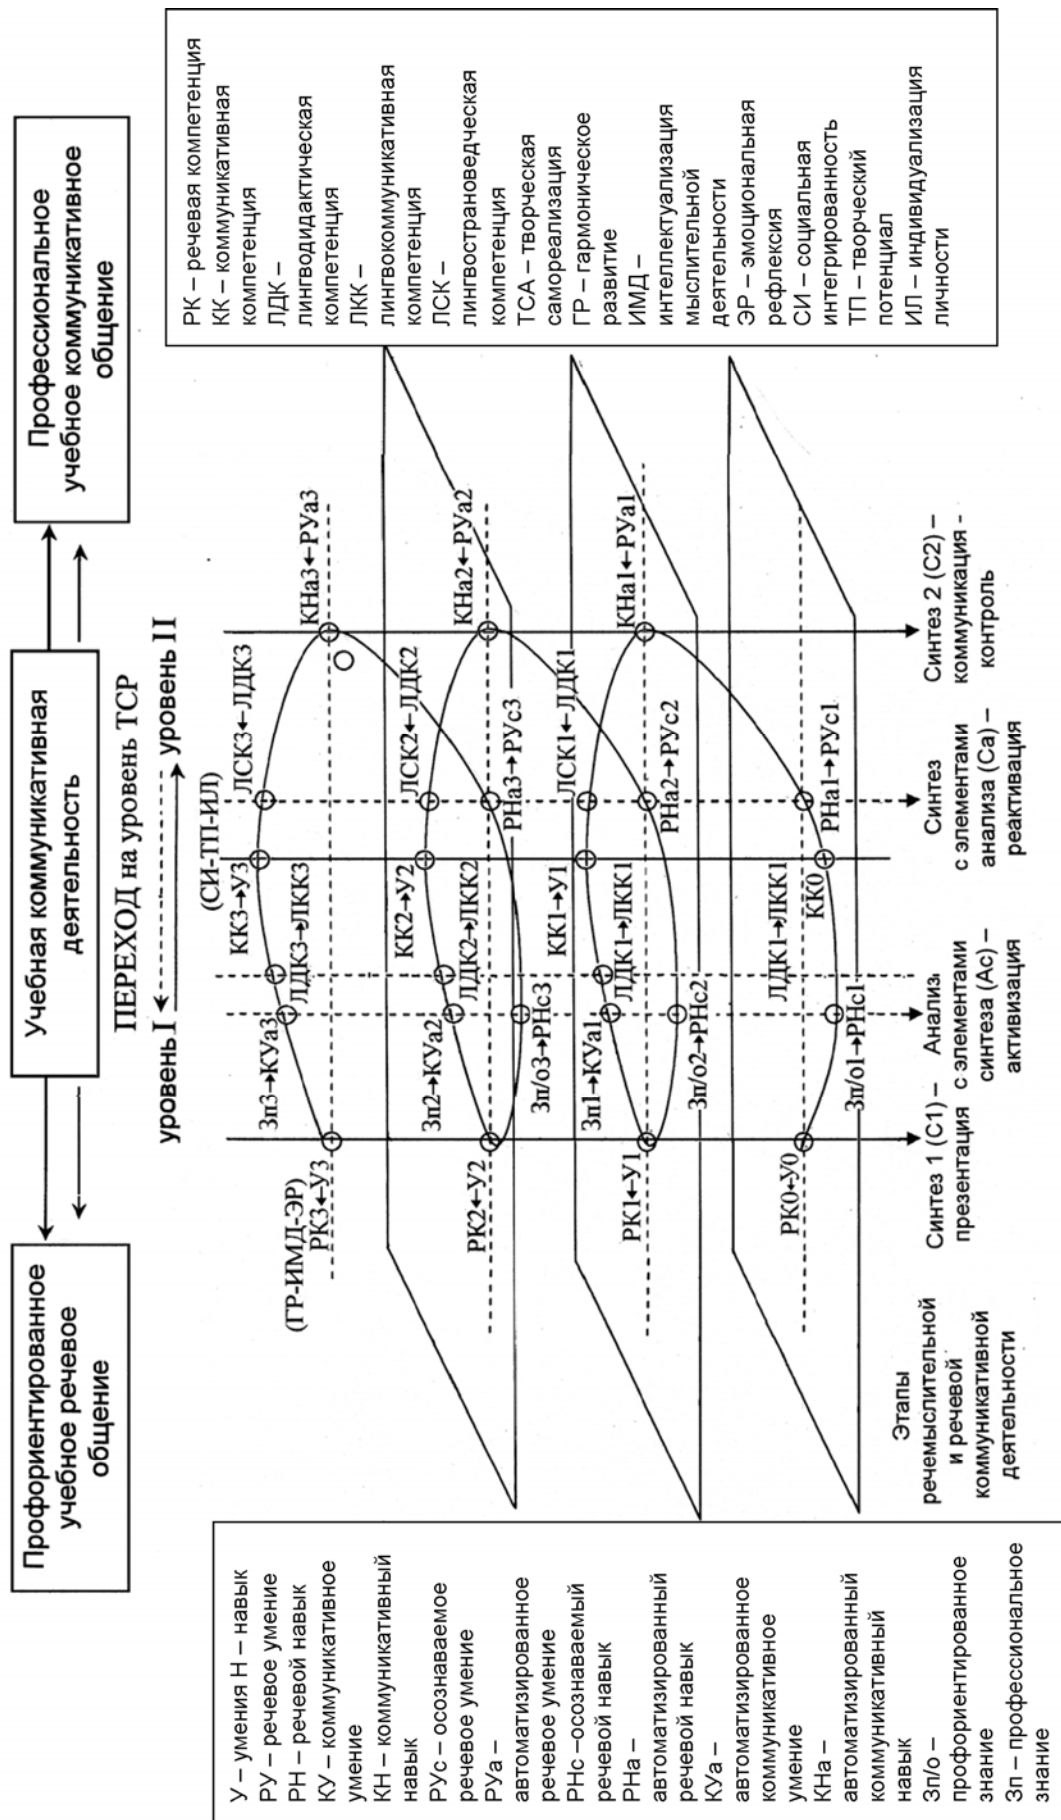 Профориентированное
учебное речевое
общение
Учебная коммуникативная
деятельность
Профессиональное
учебное коммуникативное
общение
ПЕРЕХОД на уровень ТСР
уровень I
уровень II
(ГР-ИМД-ЭР)
(СИ-ТП-ИЛ)
РК3←У3
Зп3→КУа3
ЛДК3→ЛКК3
КК3→У3
ЛСК3←ЛДК3
КНа3←РУа3
РК2←У2
Зп2→КУа2
ЛДК2→ЛКК2
КК2→У2
ЛСК2←ЛДК2
КНа2←РУа2
Зп/о3→РНс3
РНа3→РУс3
РК1←У1
Зп1→КУа1
ЛДК1→ЛКК1
КК1→У1
ЛСК1←ЛДК1
КНа1←РУа1
Зп/о2→РНс2
РНа2→РУс2
РК0←У0
ЛДК1→ЛКК1
КК0
Зп/о1→РНс1
РНа1→РУс1
Этапы
речемыслительной
и речевой
коммуникативной
деятельности
Синтез 1 (С1) –
презентация
Анализ
с элементами
синтеза (Ас) –
активизация
Синтез
с элементами
анализа (Са) –
реактивация
Синтез 2 (С2) –
коммуникация -
контроль
У – умения Н – навык
РУ – речевое умение
РН – речевой навык
КУ – коммуникативное
умение
КН – коммуникативный
навык
РУс – осознаваемое
речевое умение
РУа –
автоматизированное
речевое умение
РНс –осознаваемый
речевой навык
РНа –
автоматизированный
речевой навык
КУа –
автоматизированное
коммуникативное
умение
КНа –
автоматизированный
коммуникативный
навык
Зп/о –
профориентированное
знание
Зп – профессиональное
знание
РК – речевая компетенция
КК – коммуникативная
компетенция
ЛДК –
лингводидактическая
компетенция
ЛКК –
лингвокоммуникативная
компетенция
ЛСК –
лингвострановедческая
компетенция
ТСА – творческая
самореализация
ГР – гармоническое
развитие
ИМД –
интеллектуализация
мыслительной
деятельности
ЭР – эмоциональная
рефлексия
СИ – социальная
интегрированность
ТП – творческий
потенциал
ИЛ – индивидуализация
личности